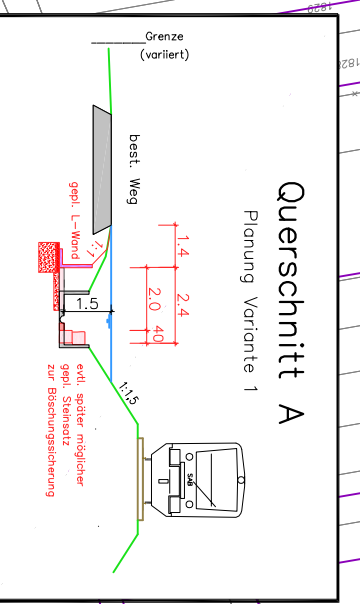 Querschnitt A
Planung Variante 1
Grenze
(variiert)
best. Weg
gepl. L-Wand
1:1
1.4
2.4
2.0
40
1.5
1:1,5
SAB
evtl. später möglicher
gepl. Steinsatz
zur Böschungssicherung
1829